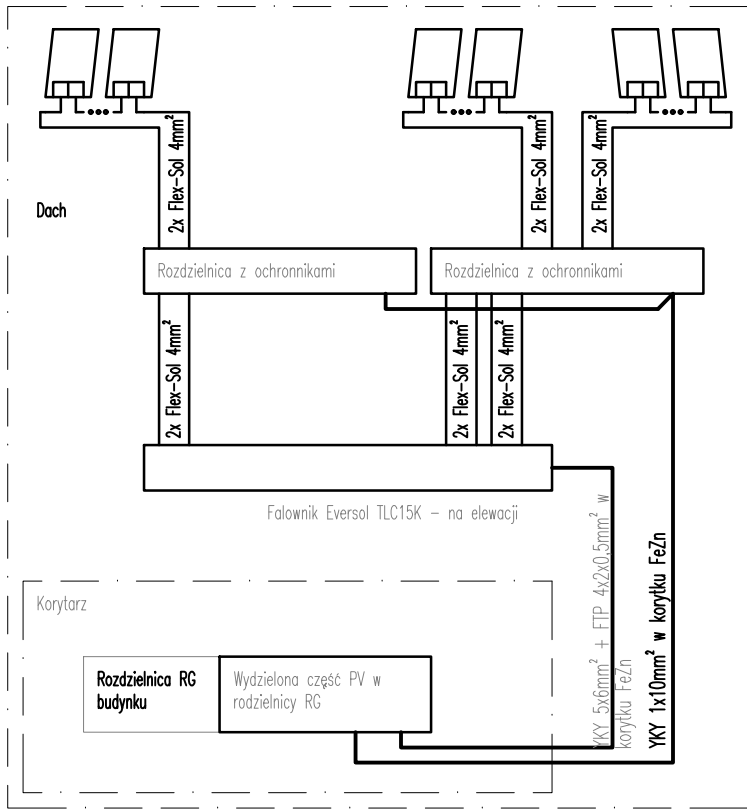 2x Flex-Sol 4mm²
2x Flex-Sol 4mm²
2x Flex-Sol 4mm²
Dach
Rozdzielnica z ochronnikami
Rozdzielnica z ochronnikami
2x Flex-Sol 4mm²
2x Flex-Sol 4mm²
2x Flex-Sol 4mm²
Falownik Eversol TLC15K – na elewacji
YKY 5x6mm² + FTP 4x2x0,5mm² w
korytku FeZn
YKY 1x10mm² w korytku FeZn
Korytarz
Rozdzielnica RG
budynku
Wydzielona część PV w
rodzielnicy RG